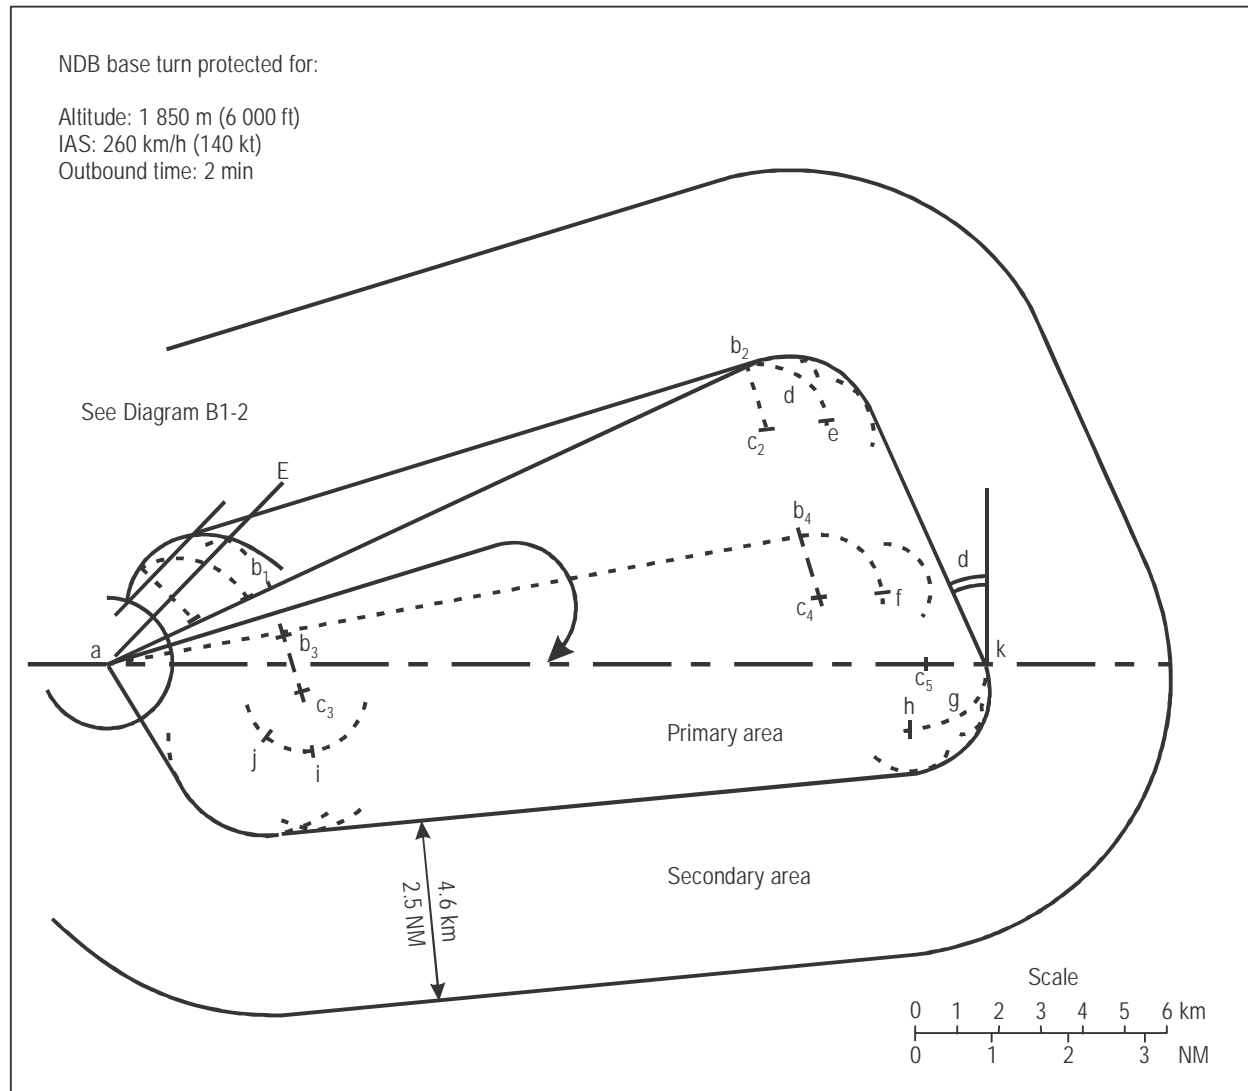 NDB base turn protected for:
Altitude: 1 850 m (6 000 ft)
IAS: 260 km/h (140 kt)
Outbound time: 2 min
See Diagram B1-2
b2
d
c2
e
E
b1
b4
d
c4
f
a
b3
k
c3
c5
h
g
j
i
Primary area
Secondary area
4.6 km
2.5 NM
Scale
0 1 2 3 4 5 6 km
0 1 2 3 NM